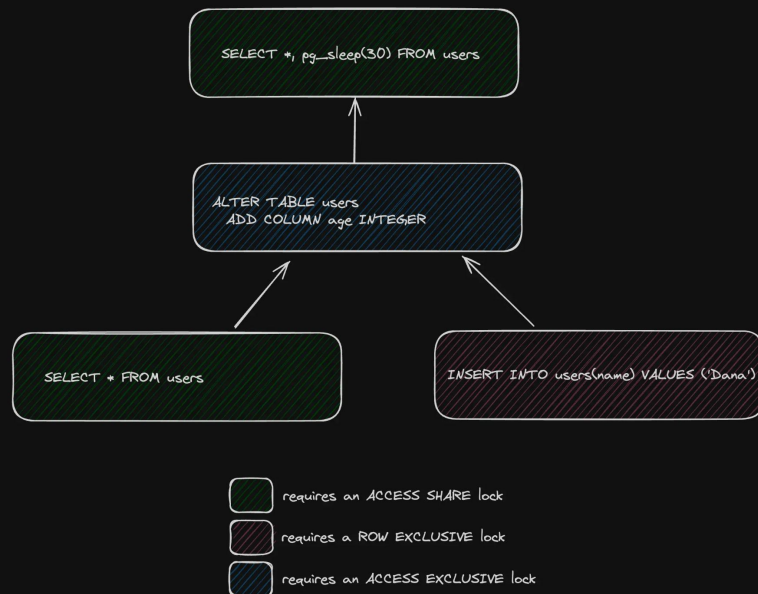 SELECT *, pg_sleep(30) FROM users
ALTER TABLE users
ADD COLUMN age INTEGER
SELECT * FROM users
INSERT INTO users(name) VALUES ('Dana')
requires an ACCESS SHARE lock
requires a ROW EXCLUSIVE lock
requires an ACCESS EXCLUSIVE lock